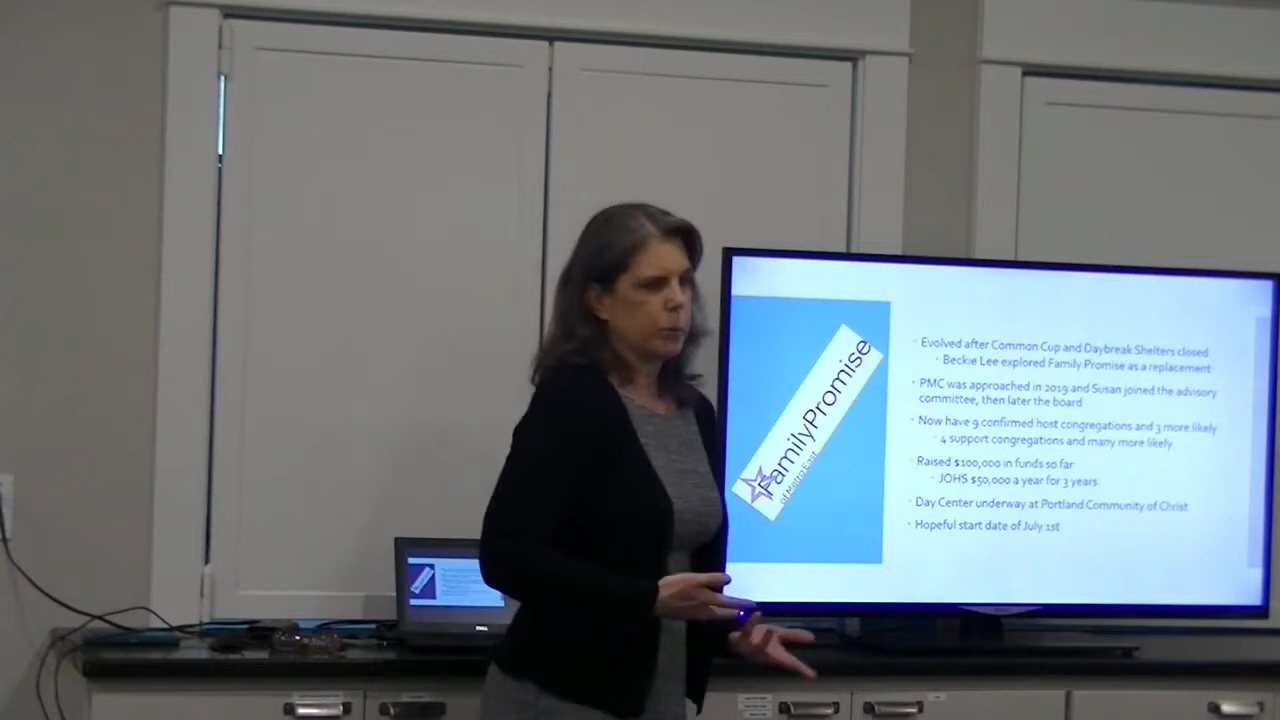 FamilyPromise
of Metro East
Evolved after Common Cup and Daybreak Shelters closed
Beckie Lee explored Family Promise as a replacement
PMC was approached in 2019 and Susan joined the advisory
committee, then later the board
Now have 9 confirmed host congregations and 3 more likely
4 support congregations and many more likely
Raised $100,000 in funds so far
JOHS $50,000 a year for 3 years
Day Center underway at Portland Community of Christ
Hopeful start date of July 1st
DELL